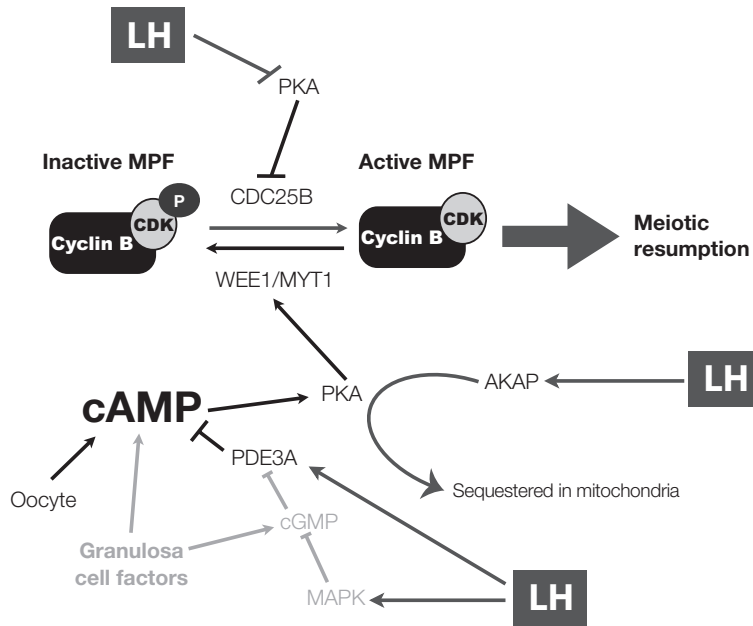 LH
PKA
Inactive MPF
Active MPF
P
CDK
Cyclin B
CDC25B
CDK
Cyclin B
Meiotic
resumption
WEE1/MYT1
cAMP
PKA
AKAP
LH
PDE3A
Oocyte
Sequestered in mitochondria
cGMP
Granulosa
cell factors
MAPK
LH